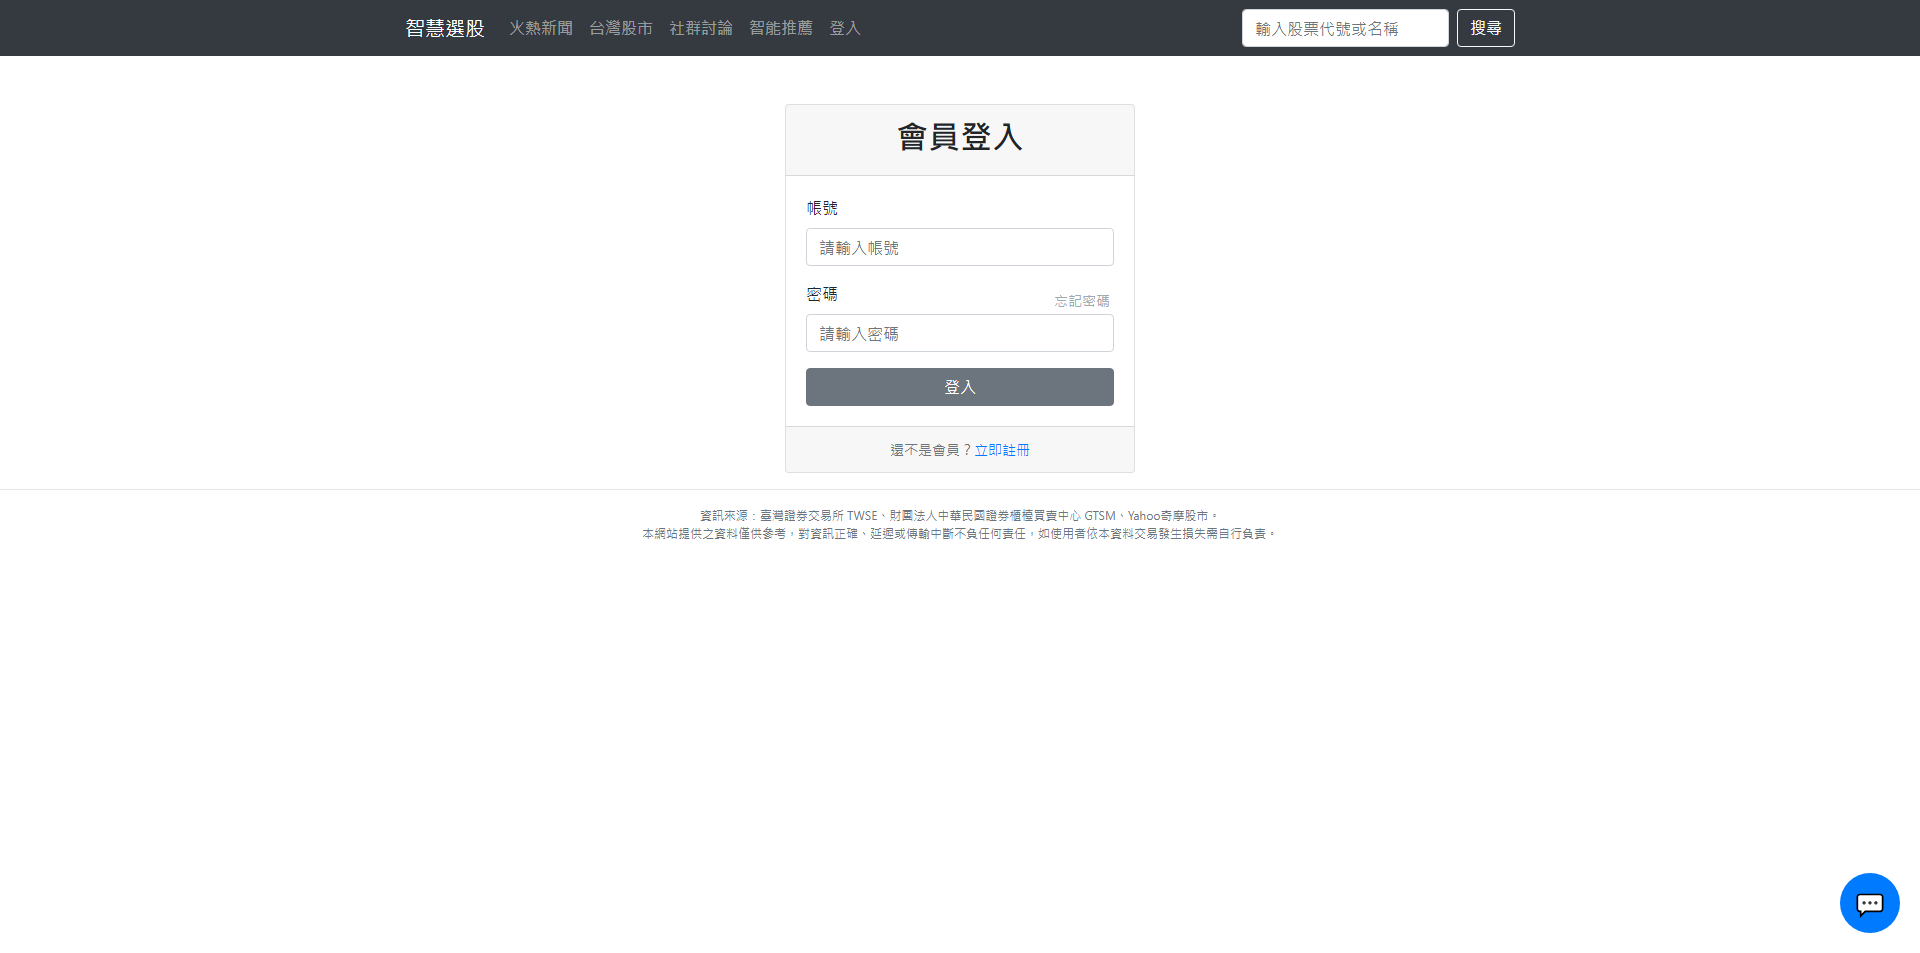 智慧選股 火熱新聞 台灣股市 社群討論 智能推薦 登入 輸入股票代號或名稱 搜尋
會員登入
帳號
請輸入帳號
密碼 忘記密碼
請輸入密碼
登入
還不是會員？立即註冊
資訊來源：臺灣證券交易所 TWSE、財團法人中華民國證券櫃檯買賣中心 GTSM、Yahoo奇摩股市。
本網站提供之資料僅供參考，對資訊正確、延遲或傳輸中斷不負任何責任，如使用者依本資料交易發生損失需自行負責。